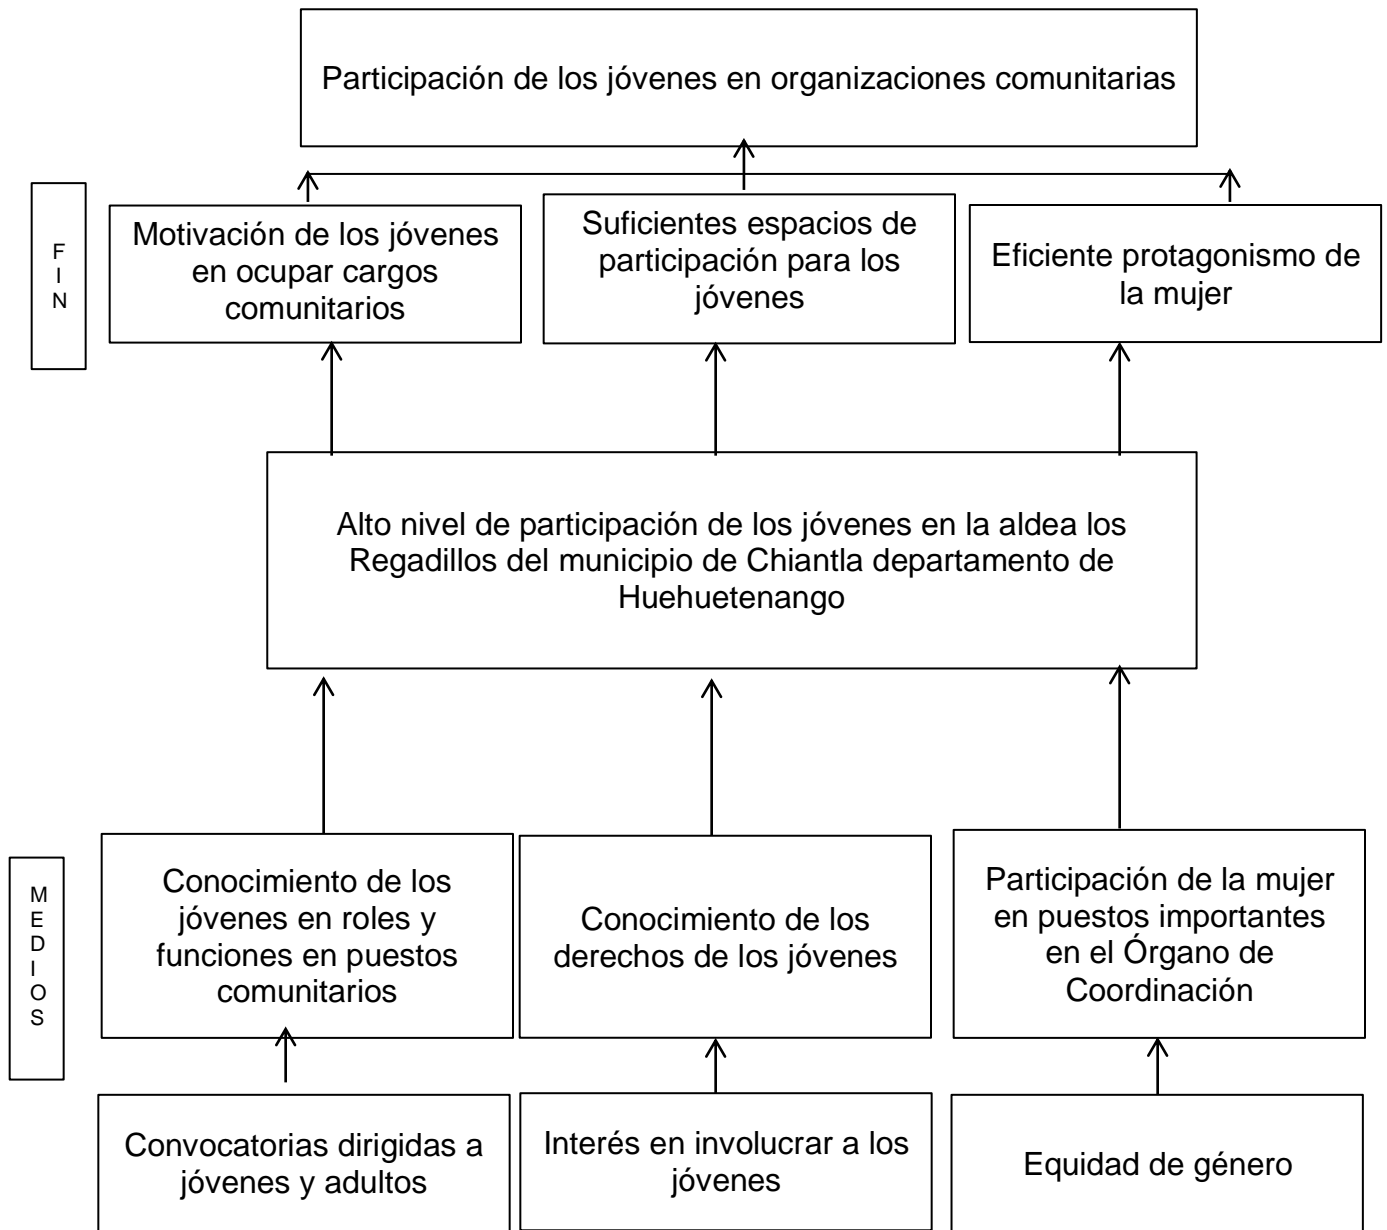 Participación de los jóvenes en organizaciones comunitarias
F
I
N
Motivación de los jóvenes
en ocupar cargos
comunitarios
Suficientes espacios de
participación para los
jóvenes
Eficiente protagonismo de
la mujer
Alto nivel de participación de los jóvenes en la aldea los
Regadillos del municipio de Chiantla departamento de
Huehuetenango
M
E
D
I
O
S
Conocimiento de los
jóvenes en roles y
funciones en puestos
comunitarios
Conocimiento de los
derechos de los jóvenes
Participación de la mujer
en puestos importantes
en el Órgano de
Coordinación
Convocatorias dirigidas a
jóvenes y adultos
Interés en involucrar a los
jóvenes
Equidad de género